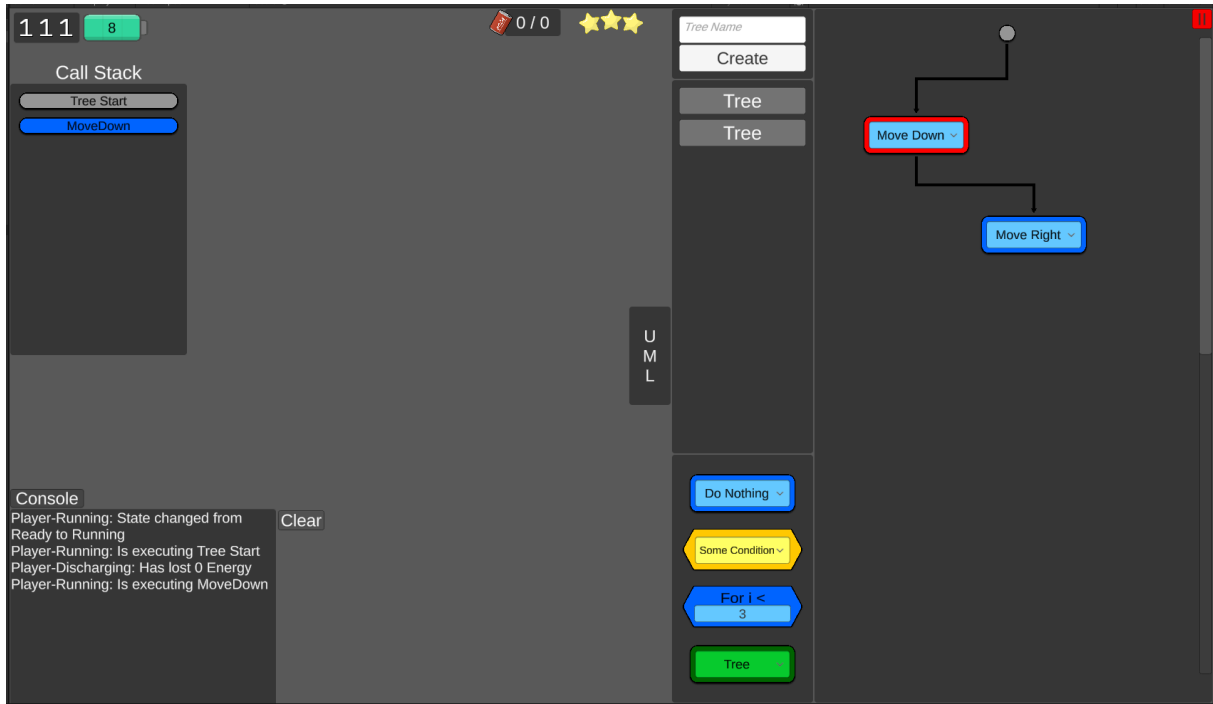 111
8
0 / 0
Call Stack
Tree Start
MoveDown
Console
Player-Running: State changed from
Ready to Running
Player-Running: Is executing Tree Start
Player-Discharging: Has lost 0 Energy
Player-Running: Is executing MoveDown
Clear
U
M
L
Tree Name
Create
Tree
Tree
Do Nothing
Some Condition
For i <
3
Tree
Move Down
Move Right